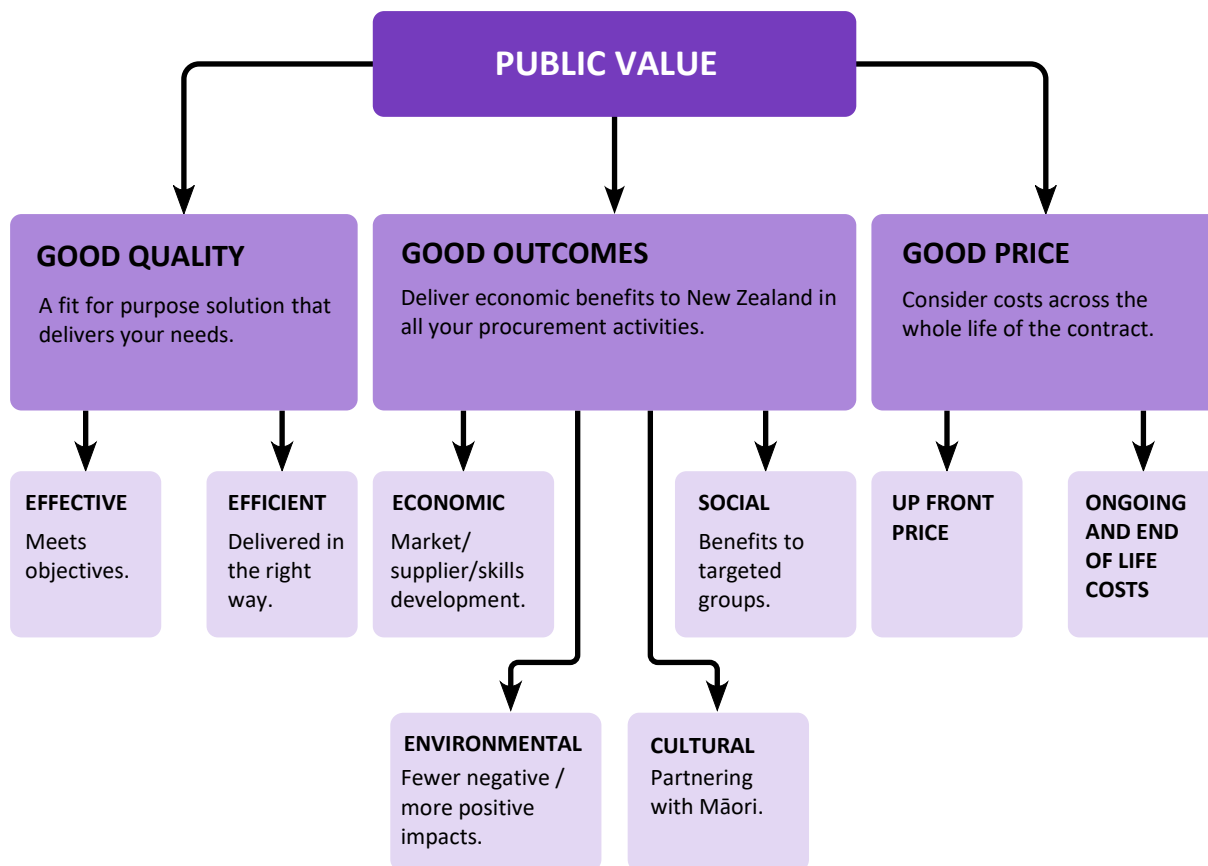 PUBLIC VALUE
GOOD QUALITY
A fit for purpose solution that
delivers your needs.
GOOD OUTCOMES
Deliver economic benefits to New Zealand in
all your procurement activities.
GOOD PRICE
Consider costs across the
whole life of the contract.
EFFECTIVE
Meets
objectives.
EFFICIENT
Delivered in
the right
way.
ECONOMIC
Market/
supplier/skills
development.
SOCIAL
Benefits to
targeted
groups.
UP FRONT
PRICE
ONGOING
AND END
OF LIFE
COSTS
ENVIRONMENTAL
Fewer negative /
more positive
impacts.
CULTURAL
Partnering
with Māori.